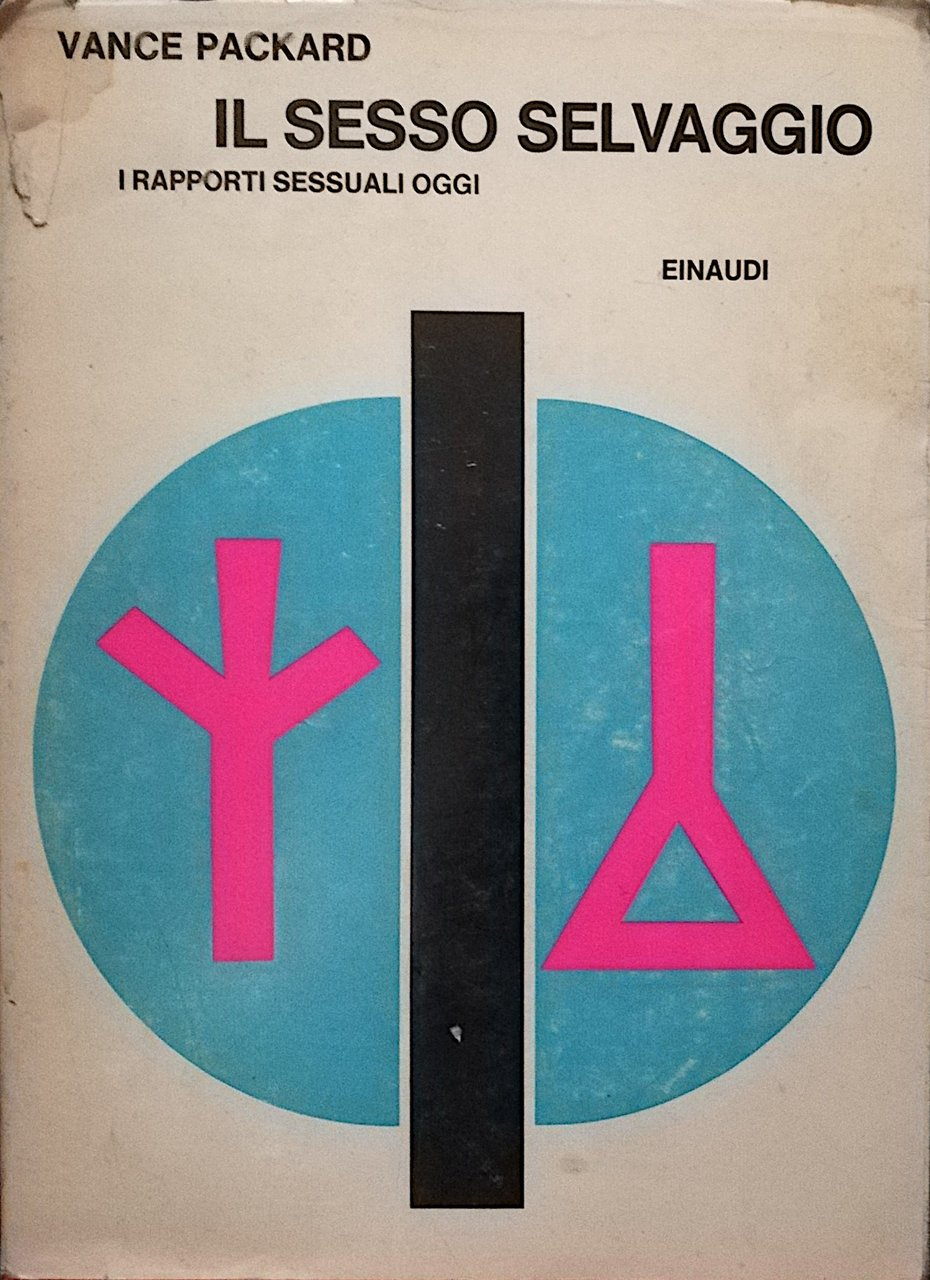 VANCE PACKARD
IL SESSO SELVAGGIO
I RAPPORTI SESSUALI OGGI
EINAUDI